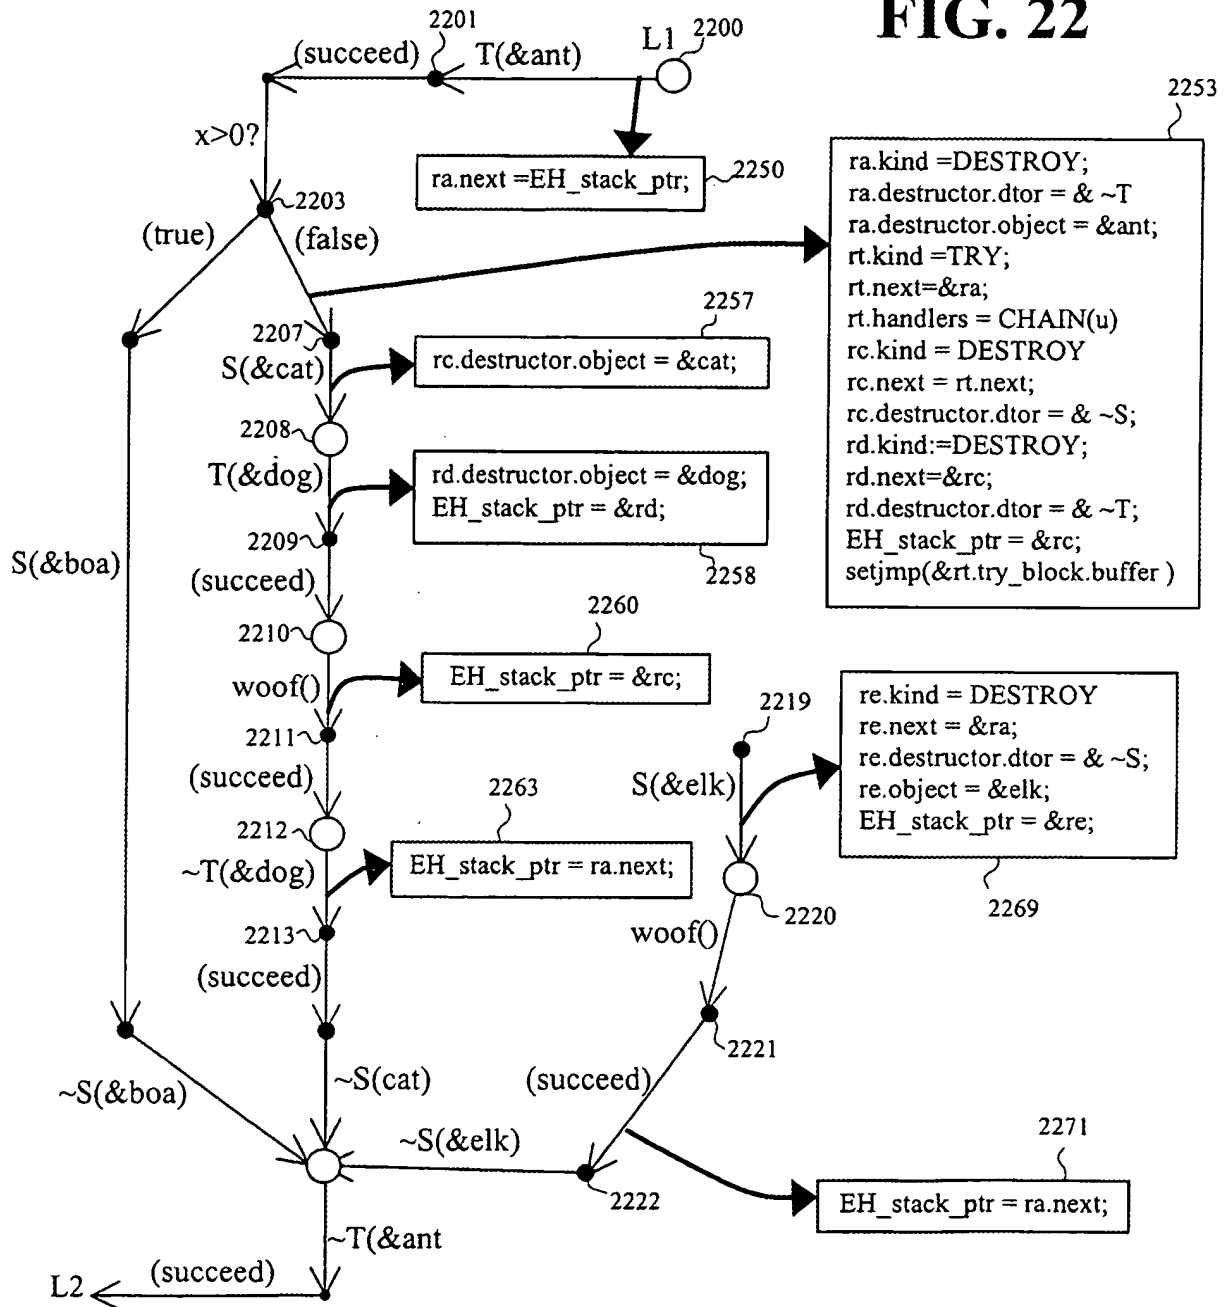 FIG. 22
2201
L1
2200
(succeed)
T(&ant)
2253
x>0?
ra.next =EH_stack_ptr;
2250
ra.kind =DESTROY;
ra.destructor.dtor = & ~T
ra.destructor.object = &ant;
rt.kind =TRY;
rt.next=&ra;
rt.handlers = CHAIN(u)
rc.kind = DESTROY
rc.next = rt.next;
rc.destructor.dtor = & ~S;
rd.kind:=DESTROY;
rd.next=&rc;
rd.destructor.dtor = & ~T;
EH_stack_ptr = &rc;
setjmp(&rt.try_block.buffer )
2203
(true)
(false)
2207
2257
S(&cat)
rc.destructor.object = &cat;
2208
T(&dog)
rd.destructor.object = &dog;
EH_stack_ptr = &rd;
2209
2258
S(&boa)
(succeed)
2210
2260
woof()
EH_stack_ptr = &rc;
2211
2219
re.kind = DESTROY
re.next = &ra;
re.destructor.dtor = & ~S;
re.object = &elk;
EH_stack_ptr = &re;
(succeed)
S(&elk)
2263
2212
~T(&dog)
EH_stack_ptr = ra.next;
2220
2269
2213
woof()
(succeed)
2221
~S(&boa)
~S(cat)
(succeed)
~S(&elk)
2271
2222
EH_stack_ptr = ra.next;
~T(&ant
L2
(succeed)